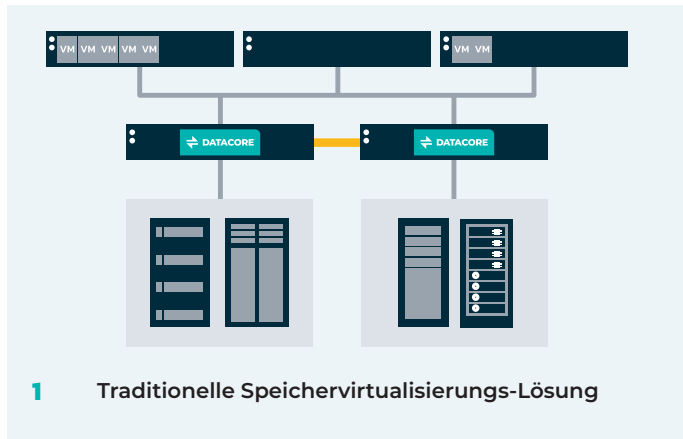 VM VM VM VM VM
VM VM
DATACORE
DATACORE
1 Traditionelle Speichervirtualisierungs-Lösung